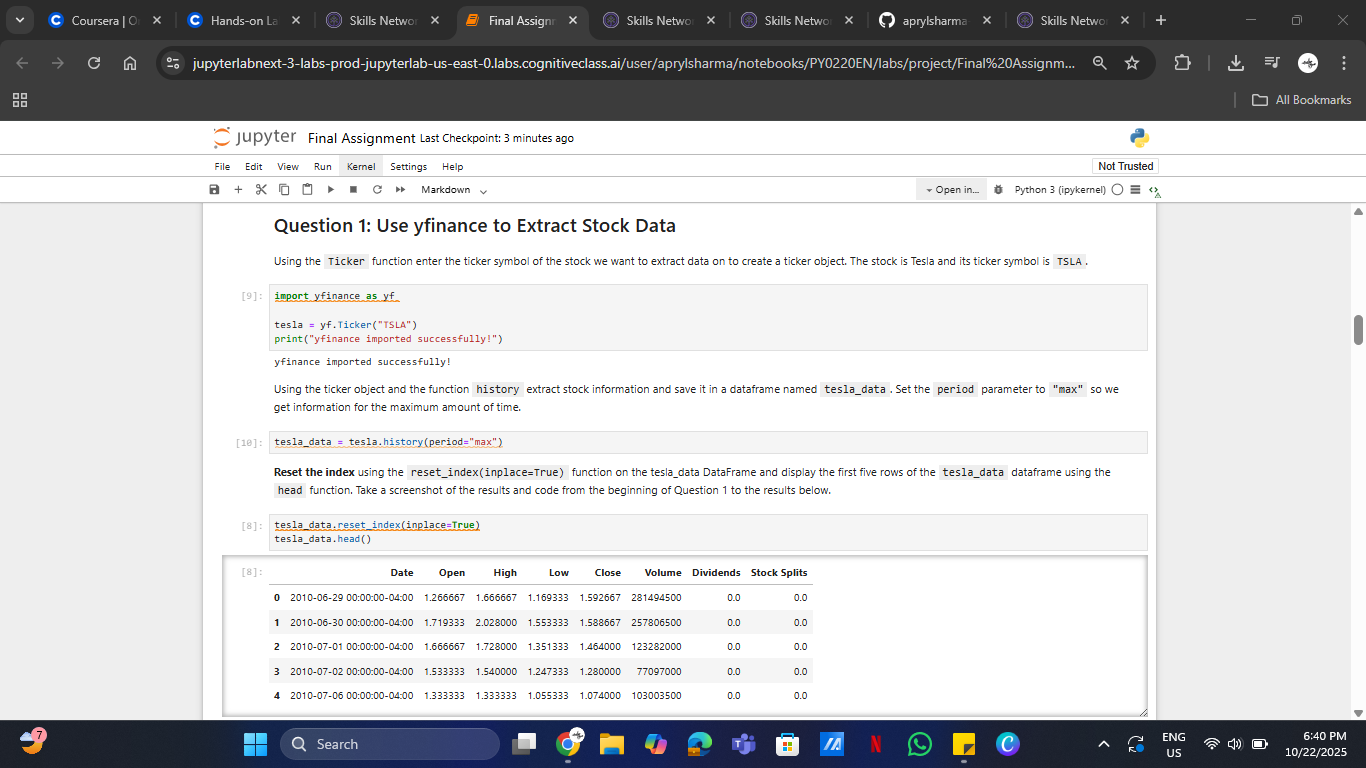 Coursera | O
Hands-on La
Skills Networ
Final Assignm
Skills Networ
Skills Networ
aprylsharma
Skills Networ
jupyterlabnext-3-labs-prod-jupyterlab-us-east-0.labs.cognitiveclass.ai/user/aprylsharma/notebooks/PY0220EN/labs/project/Final%20Assignm...
All Bookmarks
jupyter Final Assignment Last Checkpoint: 3 minutes ago
File Edit View Run Kernel Settings Help Not Trusted
Markdown Open in... Python 3 (ipykernel)
Question 1: Use yfinance to Extract Stock Data
Using the Ticker function enter the ticker symbol of the stock we want to extract data on to create a ticker object. The stock is Tesla and its ticker symbol is TSLA.
[9]: import yfinance as yf
tesla = yf.Ticker("TSLA")
print("yfinance imported successfully!")
yfinance imported successfully!
Using the ticker object and the function history extract stock information and save it in a dataframe named tesla_data. Set the period parameter to "max" so we
get information for the maximum amount of time.
[10]: tesla_data = tesla.history(period="max")
Reset the index using the reset_index(inplace=True) function on the tesla_data DataFrame and display the first five rows of the tesla_data dataframe using the
head function. Take a screenshot of the results and code from the beginning of Question 1 to the results below.
[8]: tesla_data.reset_index(inplace=True)
tesla_data.head()
[8]: Date Open High Low Close Volume Dividends Stock Splits
0 2010-06-29 00:00:00-04:00 1.266667 1.666667 1.169333 1.592667 281494500 0.0 0.0
1 2010-06-30 00:00:00-04:00 1.719333 2.028000 1.553333 1.588667 257806500 0.0 0.0
2 2010-07-01 00:00:00-04:00 1.666667 1.728000 1.351333 1.464000 123282000 0.0 0.0
3 2010-07-02 00:00:00-04:00 1.533333 1.540000 1.247333 1.280000 77097000 0.0 0.0
4 2010-07-06 00:00:00-04:00 1.333333 1.333333 1.055333 1.074000 103003500 0.0 0.0
7
Search
ENG
US
6:40 PM
10/22/2025